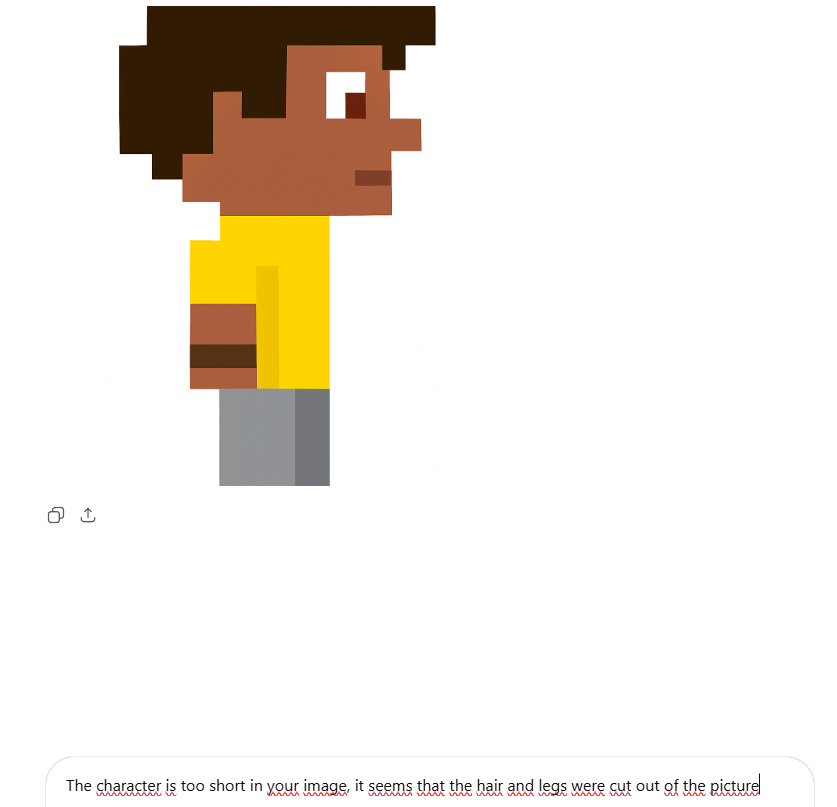 The character is too short in your image, it seems that the hair and legs were cut out of the picture